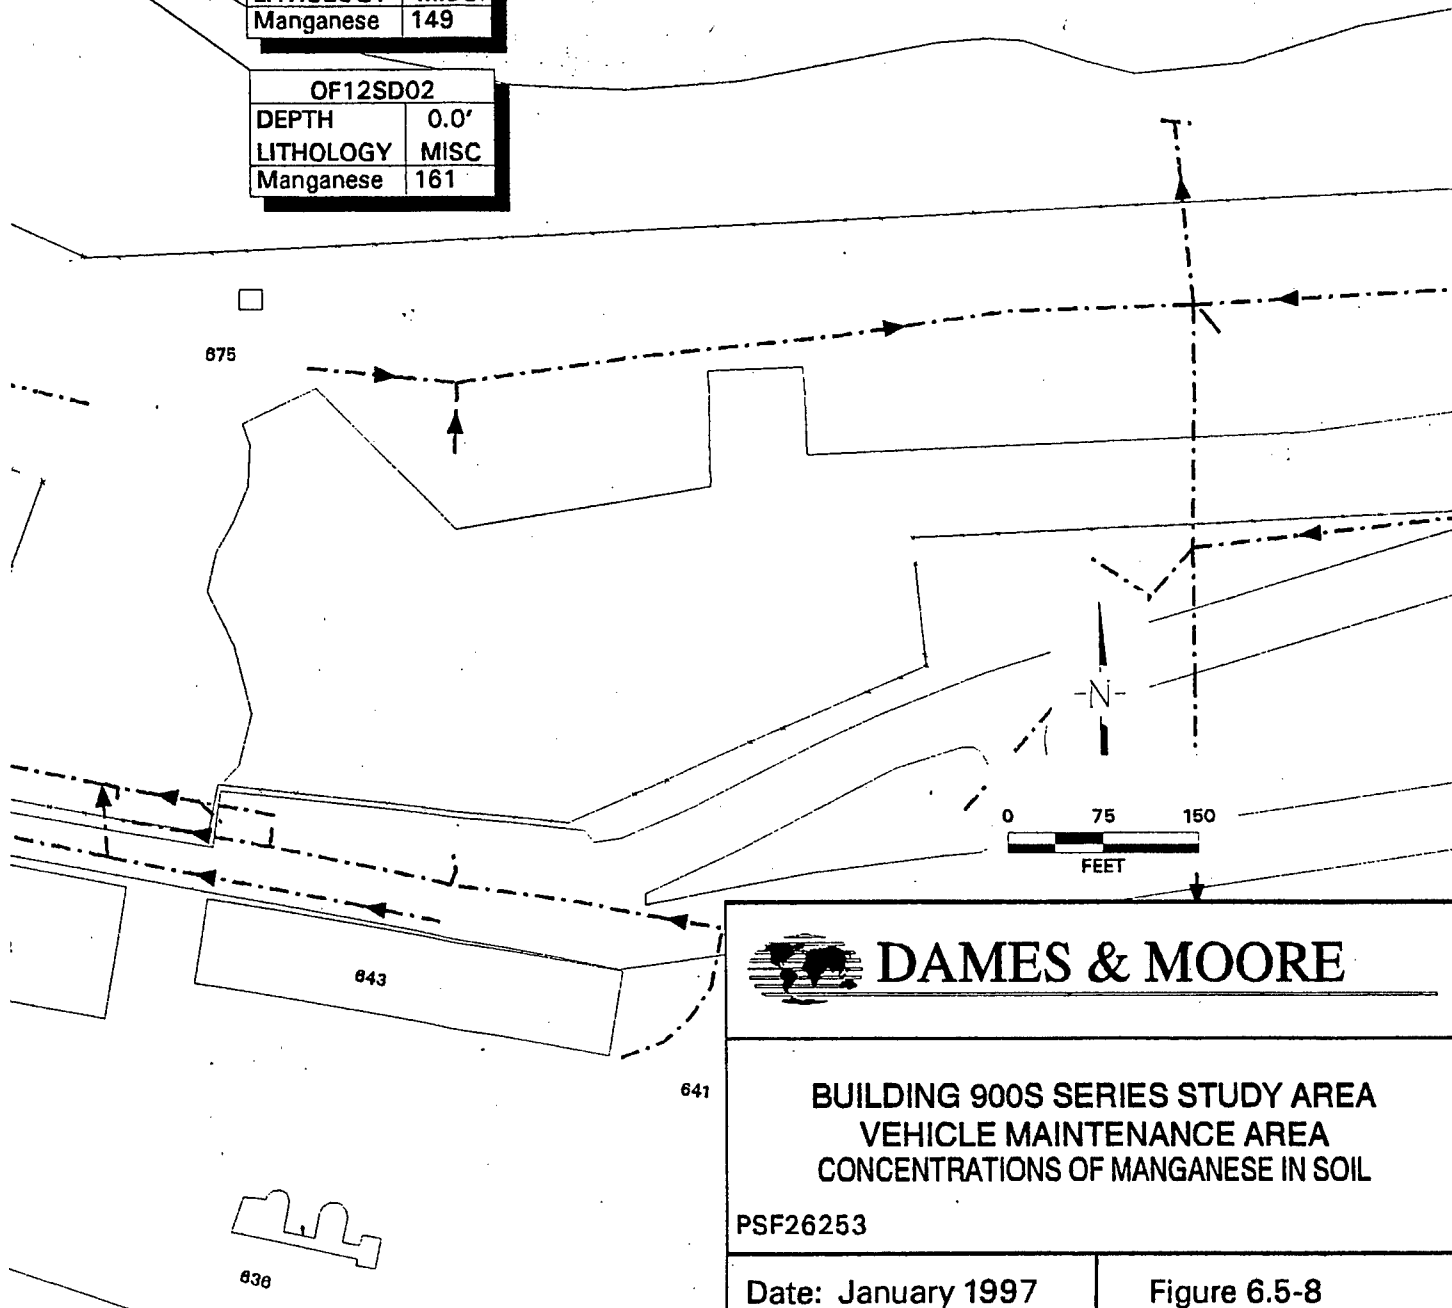 Manganese 149
OF12SD02
DEPTH 0.0'
LITHOLOGY MISC
Manganese 161
675
-N-
0 75 150
FEET
643
641
636
DAMES & MOORE
BUILDING 900S SERIES STUDY AREA
VEHICLE MAINTENANCE AREA
CONCENTRATIONS OF MANGANESE IN SOIL
PSF26253
Date: January 1997 Figure 6.5-8